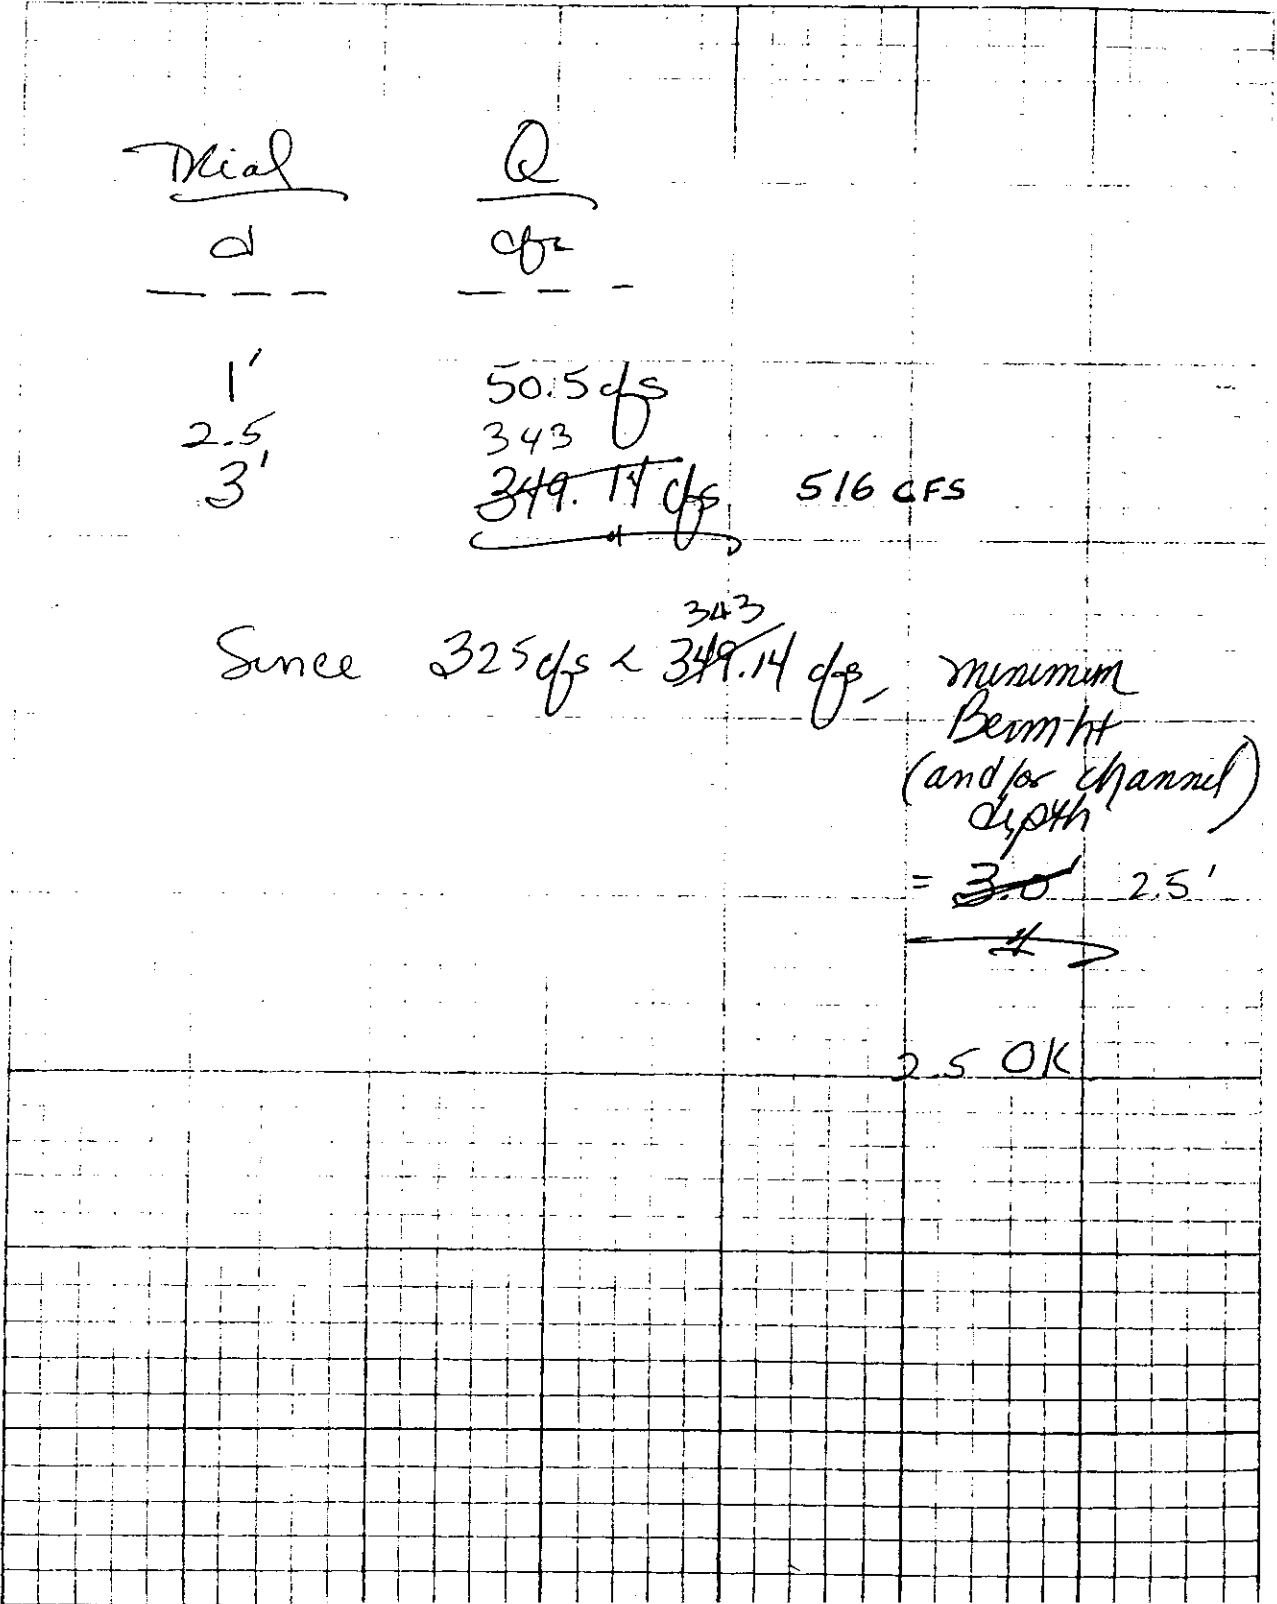 Trial Q
d cfs
1' 50.5 cfs
2.5 343
3' 349.14 cfs 516 CFS
343
Since 325 cfs < 349.14 cfs, minimum
Berm ht
(and/or channel)
depth
= 3.0' 2.5'
2.5 OK